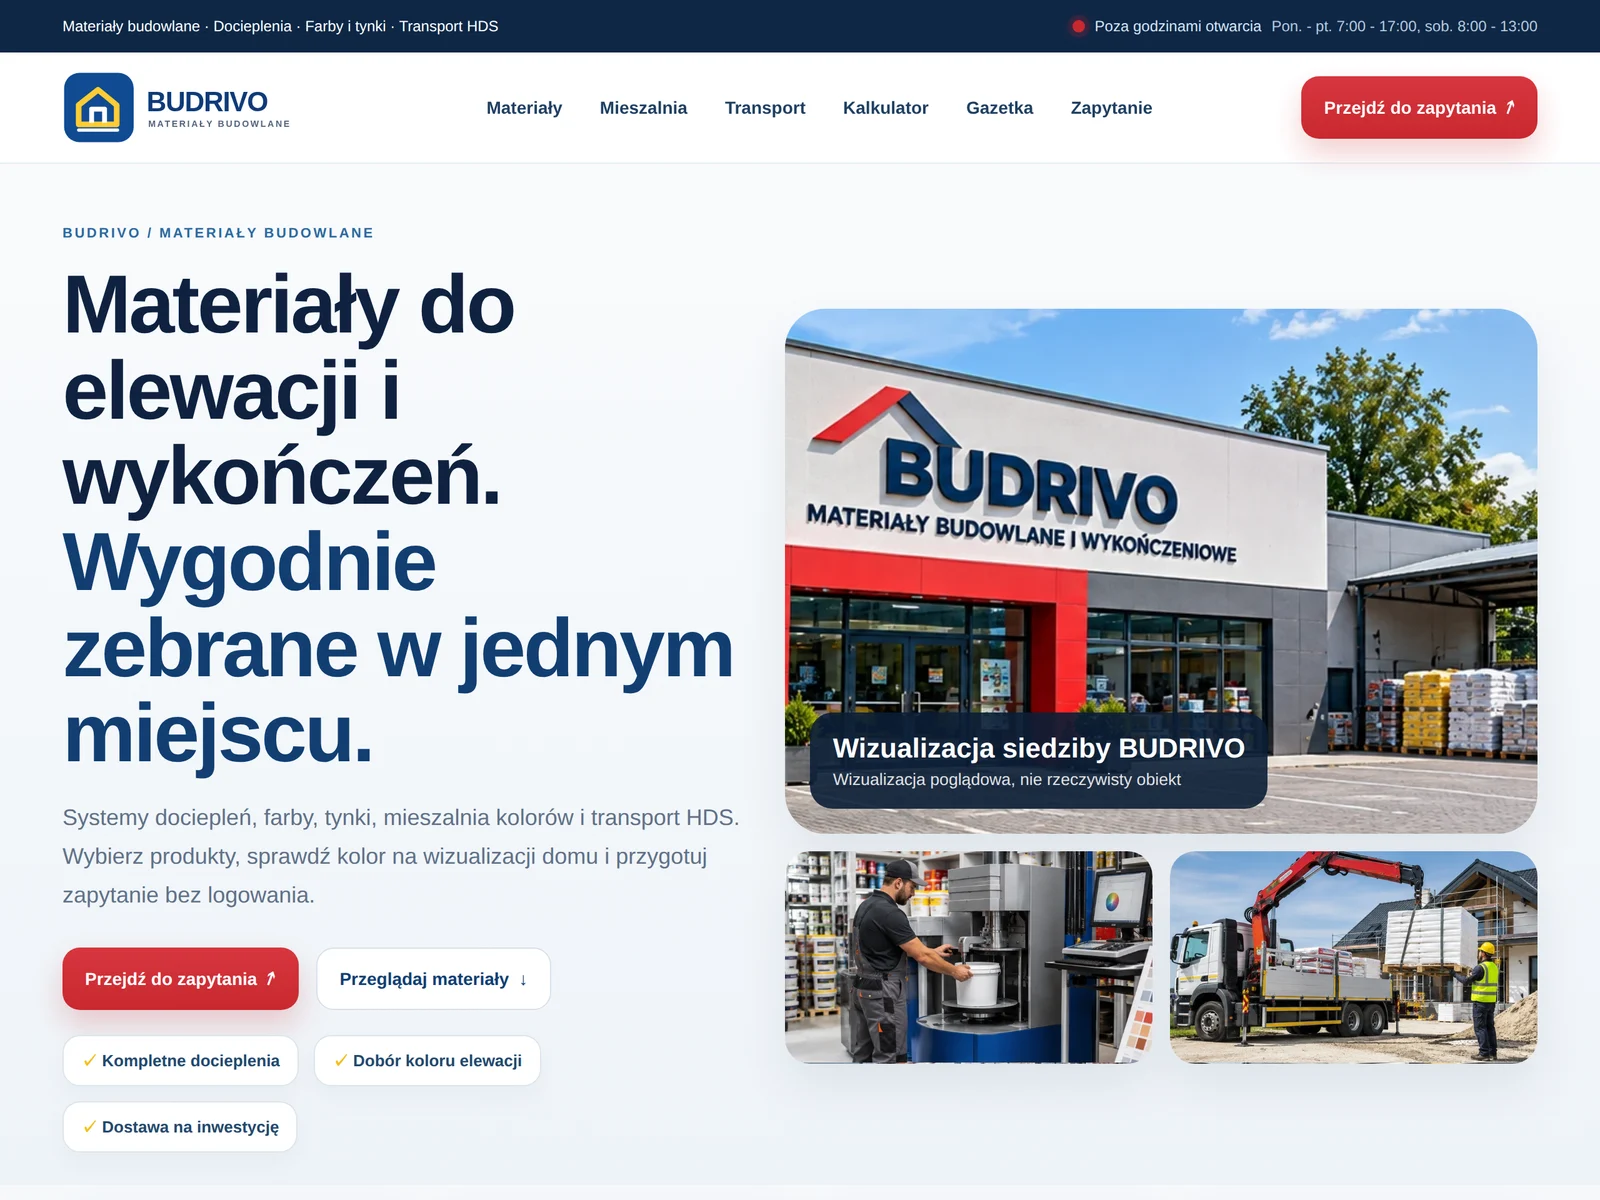 Materiały budowlane · Docieplenia · Farby i tynki · Transport HDS
Poza godzinami otwarcia Pon. - pt. 7:00 - 17:00, sob. 8:00 - 13:00
BUDRIVO
MATERIAŁY BUDOWLANE
Materiały
Mieszalnia
Transport
Kalkulator
Gazetka
Zapytanie
Przejdź do zapytania ↗
BUDRIVO / MATERIAŁY BUDOWLANE
Materiały do
elewacji i
wykończeń.
Wygodnie
zebrane w jednym
miejscu.
Systemy dociepleń, farby, tynki, mieszalnia kolorów i transport HDS.
Wybierz produkty, sprawdź kolor na wizualizacji domu i przygotuj
zapytanie bez logowania.
Przejdź do zapytania ↗
Przeglądaj materiały ↓
✓ Kompletne docieplenia
✓ Dobór koloru elewacji
✓ Dostawa na inwestycję
BUDRIVO
MATERIAŁY BUDOWLANE I WYKOŃCZENIOWE
Wizualizacja siedziby BUDRIVO
Wizualizacja poglądowa, nie rzeczywisty obiekt